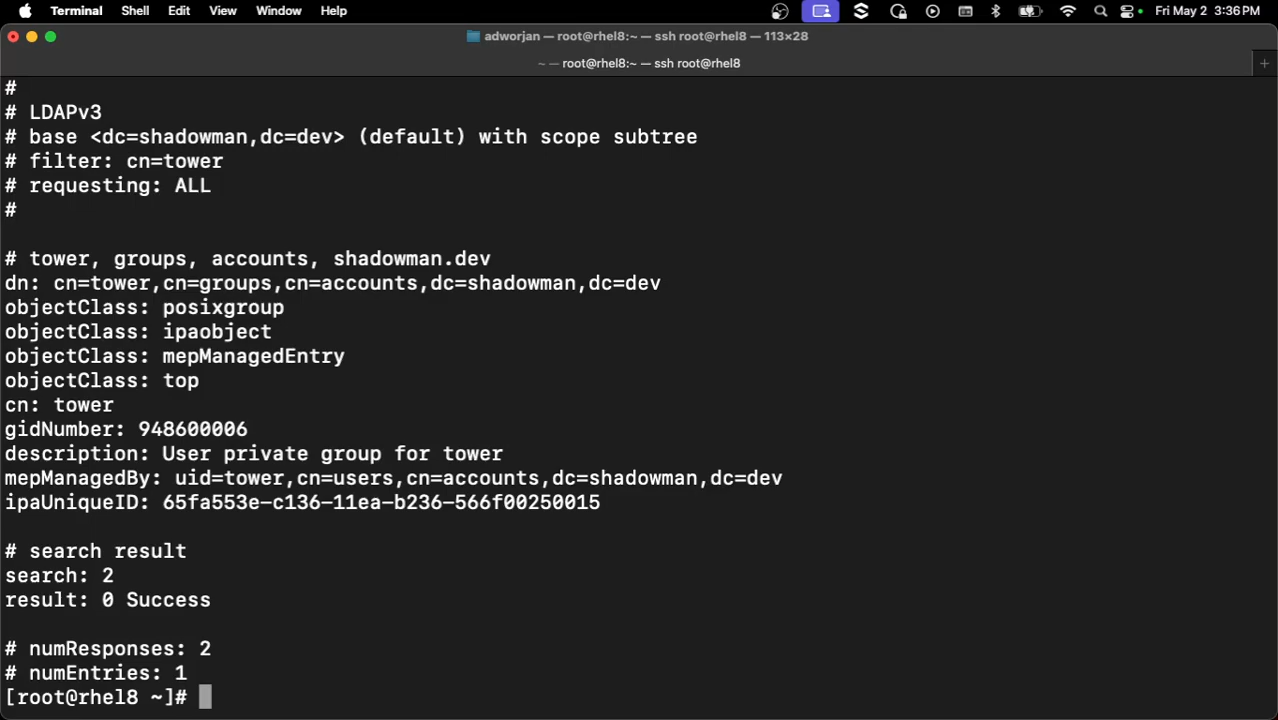 Terminal Shell Edit View Window Help Fri May 2 3:36 PM
adworjan — root@rhel8:~ — ssh root@rhel8 — 113×28
~ — root@rhel8:~ — ssh root@rhel8 +
#
# LDAPv3
# base <dc=shadowman,dc=dev> (default) with scope subtree
# filter: cn=tower
# requesting: ALL
#
# tower, groups, accounts, shadowman.dev
dn: cn=tower,cn=groups,cn=accounts,dc=shadowman,dc=dev
objectClass: posixgroup
objectClass: ipaobject
objectClass: mepManagedEntry
objectClass: top
cn: tower
gidNumber: 948600006
description: User private group for tower
mepManagedBy: uid=tower,cn=users,cn=accounts,dc=shadowman,dc=dev
ipaUniqueID: 65fa553e-c136-11ea-b236-566f00250015
# search result
search: 2
result: 0 Success
# numResponses: 2
# numEntries: 1
[root@rhel8 ~]#